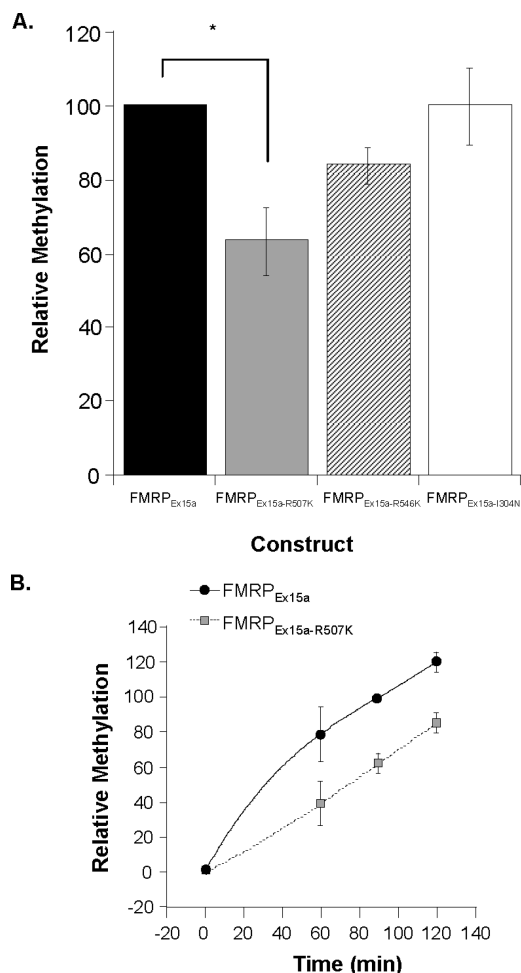 A.
*
120
100
80
60
40
20
0
Relative Methylation
FMRPEx15a FMRPEx15a-R507K FMRPEx15a-R546K FMRPEx15a-I304N
Construct
B.
FMRPEx15a
FMRPEx15a-R507K
140
120
100
80
60
40
20
0
-20
Relative Methylation
-20 0 20 40 60 80 100 120 140
Time (min)